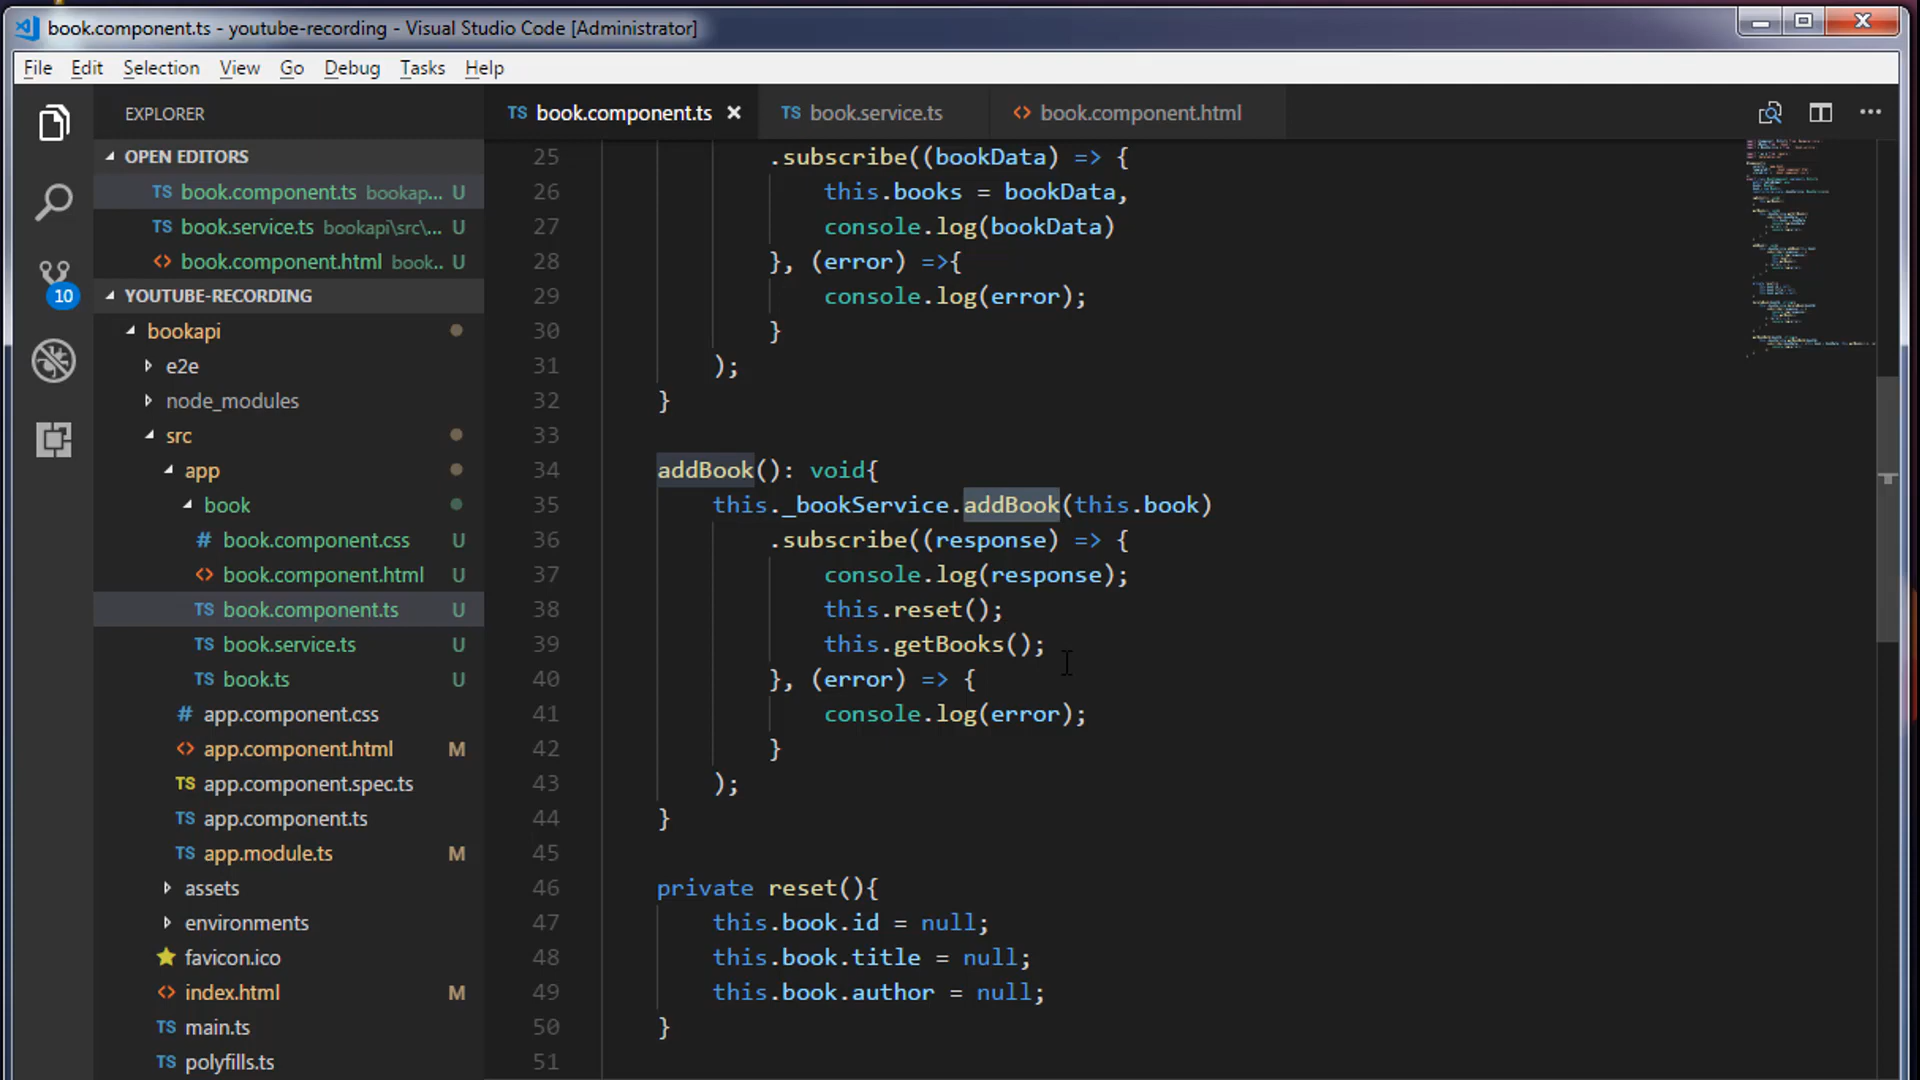 book.component.ts - youtube-recording - Visual Studio Code [Administrator]
File Edit Selection View Go Debug Tasks Help
EXPLORER
TS book.component.ts
TS book.service.ts
<> book.component.html
OPEN EDITORS
TS book.component.ts bookap... U
TS book.service.ts bookapi\src\... U
<> book.component.html book.. U
10
YOUTUBE-RECORDING
bookapi
e2e
node_modules
src
app
book
# book.component.css U
<> book.component.html U
TS book.component.ts U
TS book.service.ts U
TS book.ts U
# app.component.css
<> app.component.html M
TS app.component.spec.ts
TS app.component.ts
TS app.module.ts M
assets
environments
favicon.ico
<> index.html M
TS main.ts
TS polyfills.ts
25 .subscribe((bookData) => {
26 this.books = bookData,
27 console.log(bookData)
28 }, (error) =>{
29 console.log(error);
30 }
31 );
32 }
33
34 addBook(): void{
35 this._bookService.addBook(this.book)
36 .subscribe((response) => {
37 console.log(response);
38 this.reset();
39 this.getBooks();
40 }, (error) => {
41 console.log(error);
42 }
43 );
44 }
45
46 private reset(){
47 this.book.id = null;
48 this.book.title = null;
49 this.book.author = null;
50 }
51